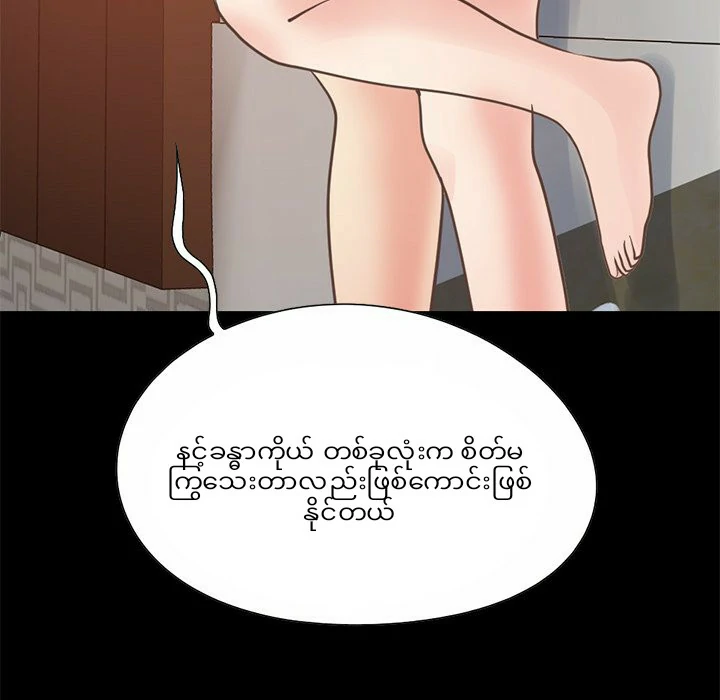 နင့်ခန္ဓာကိုယ် တစ်ခုလုံးက စိတ်မ
ကြွသေးတာလည်းဖြစ်ကောင်းဖြစ်
နိုင်တယ်